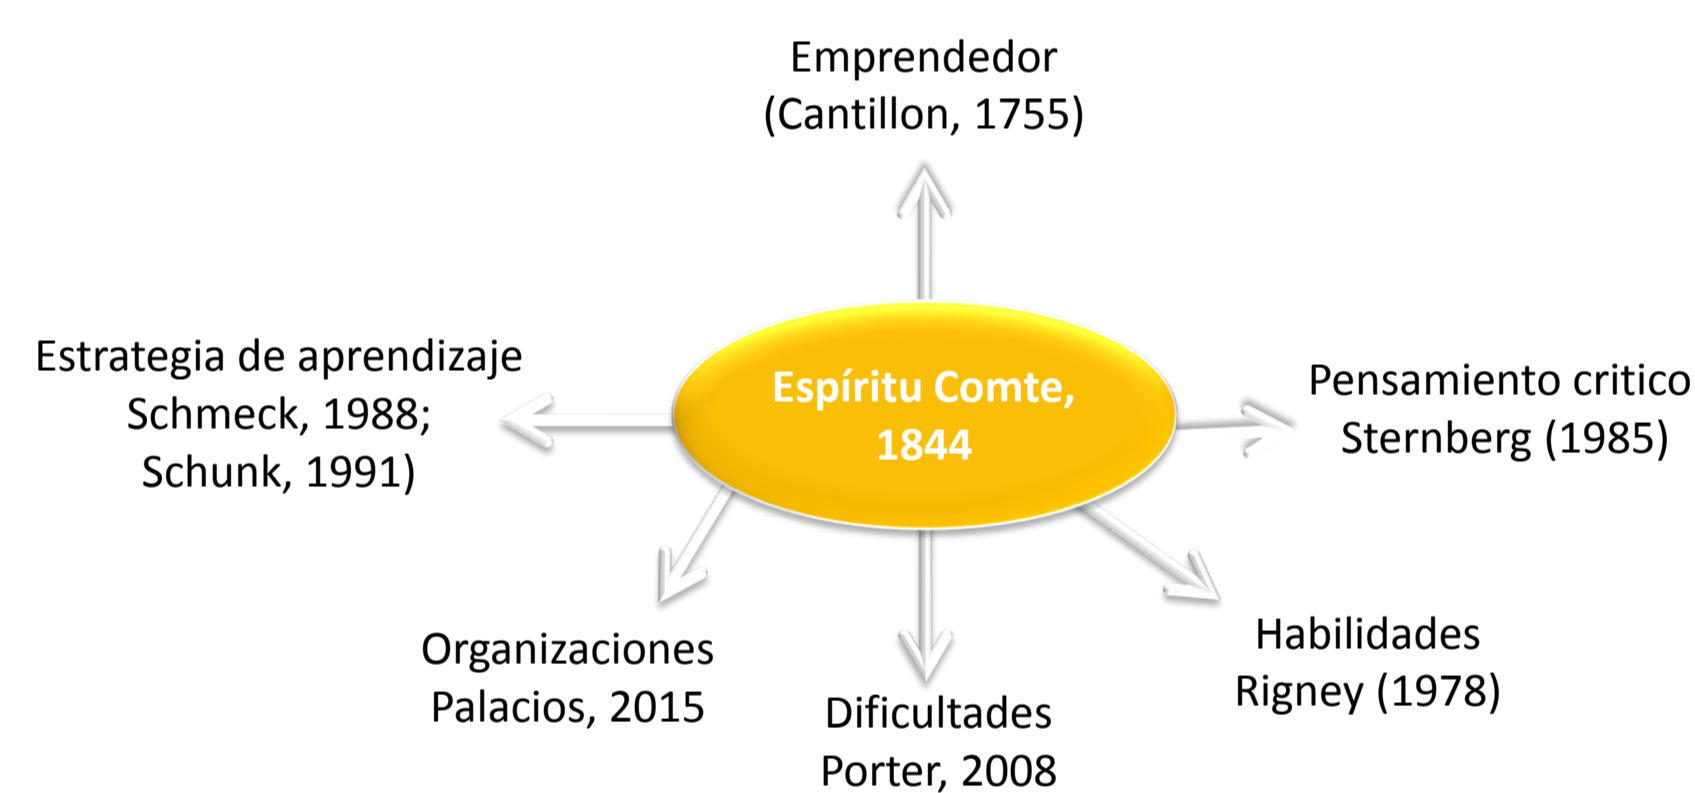 Emprendedor
(Cantillon, 1755)
Estrategia de aprendizaje
Schmeck, 1988;
Schunk, 1991)
Espíritu Comte,
1844
Pensamiento critico
Sternberg (1985)
Organizaciones
Palacios, 2015
Dificultades
Porter, 2008
Habilidades
Rigney (1978)